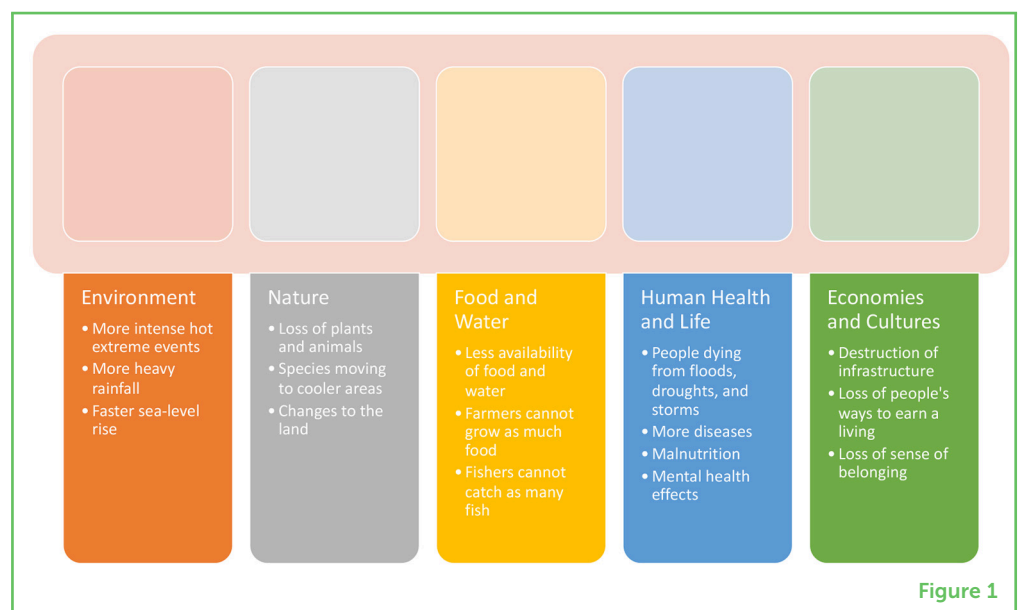 Environment
• More intense hot
extreme events
• More heavy
rainfall
• Faster sea-level
rise
Nature
• Loss of plants
and animals
• Species moving
to cooler areas
• Changes to the
land
Food and
Water
• Less availability
of food and
water
• Farmers cannot
grow as much
food
• Fishers cannot
catch as many
fish
Human Health
and Life
• People dying
from floods,
droughts, and
storms
• More diseases
• Malnutrition
• Mental health
effects
Economies
and Cultures
• Destruction of
infrastructure
• Loss of people's
ways to earn a
living
• Loss of sense of
belonging
Figure 1